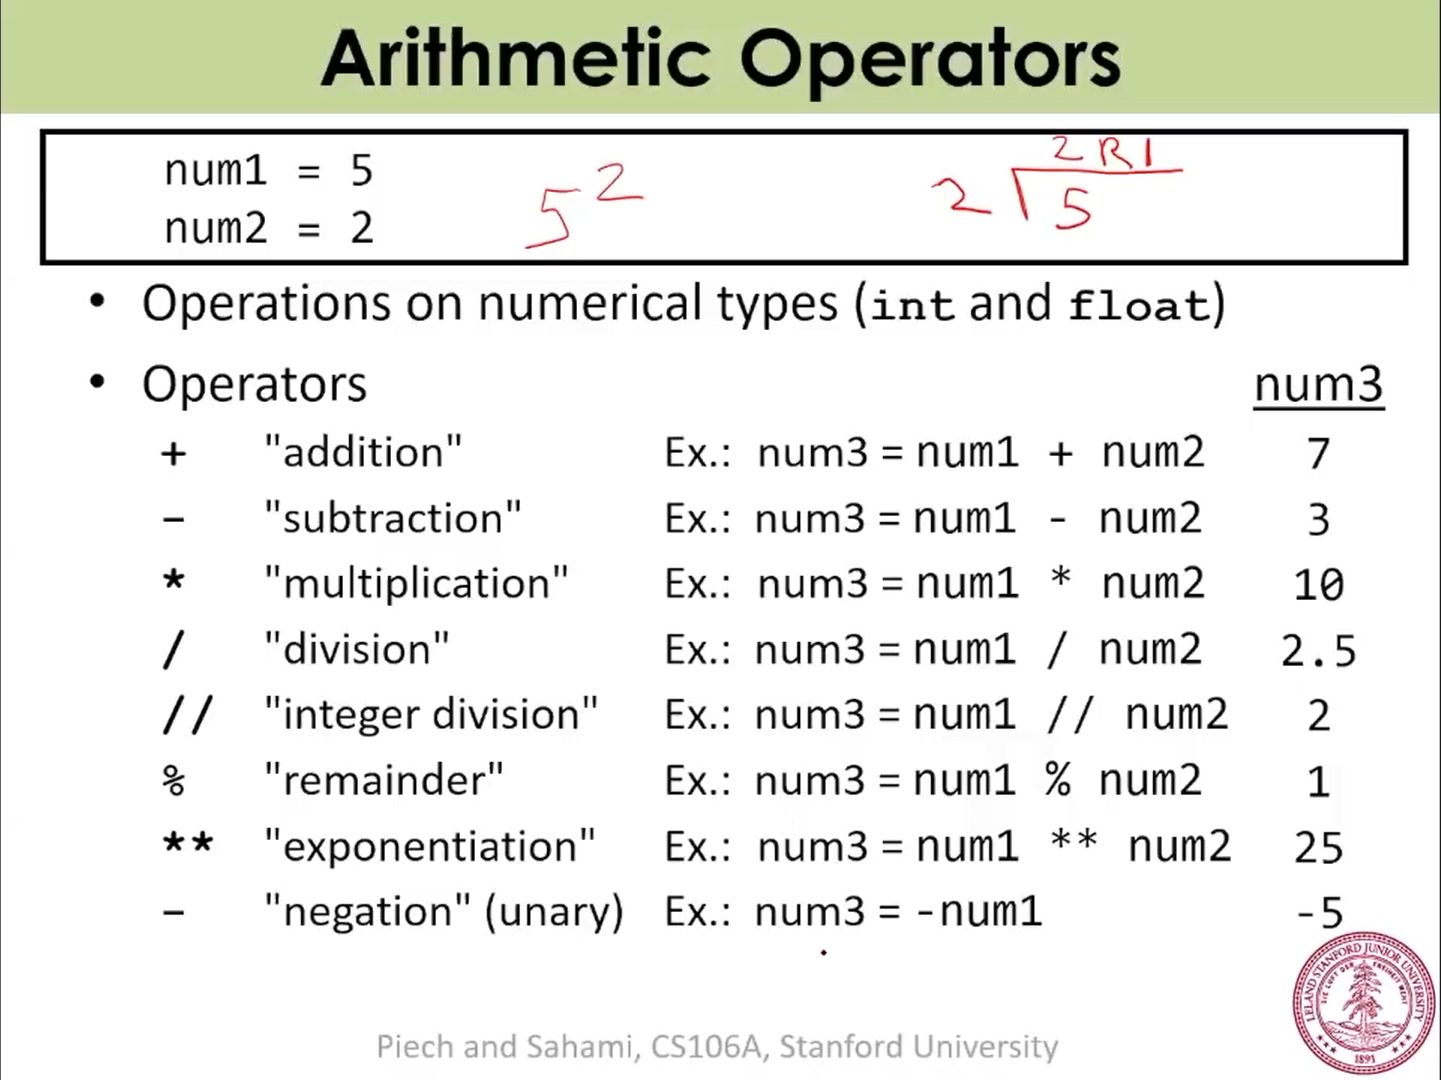 Arithmetic Operators
num1 = 5
num2 = 2
5²
2 R 1
2 5
• Operations on numerical types (int and float)
• Operators num3
+ "addition" Ex.: num3 = num1 + num2 7
- "subtraction" Ex.: num3 = num1 - num2 3
* "multiplication" Ex.: num3 = num1 * num2 10
/ "division" Ex.: num3 = num1 / num2 2.5
// "integer division" Ex.: num3 = num1 // num2 2
% "remainder" Ex.: num3 = num1 % num2 1
** "exponentiation" Ex.: num3 = num1 ** num2 25
- "negation" (unary) Ex.: num3 = -num1 -5
LELAND STANFORD JUNIOR UNIVERSITY
DIE LUFT DER FREIHEIT WEHT
1891
Piech and Sahami, CS106A, Stanford University